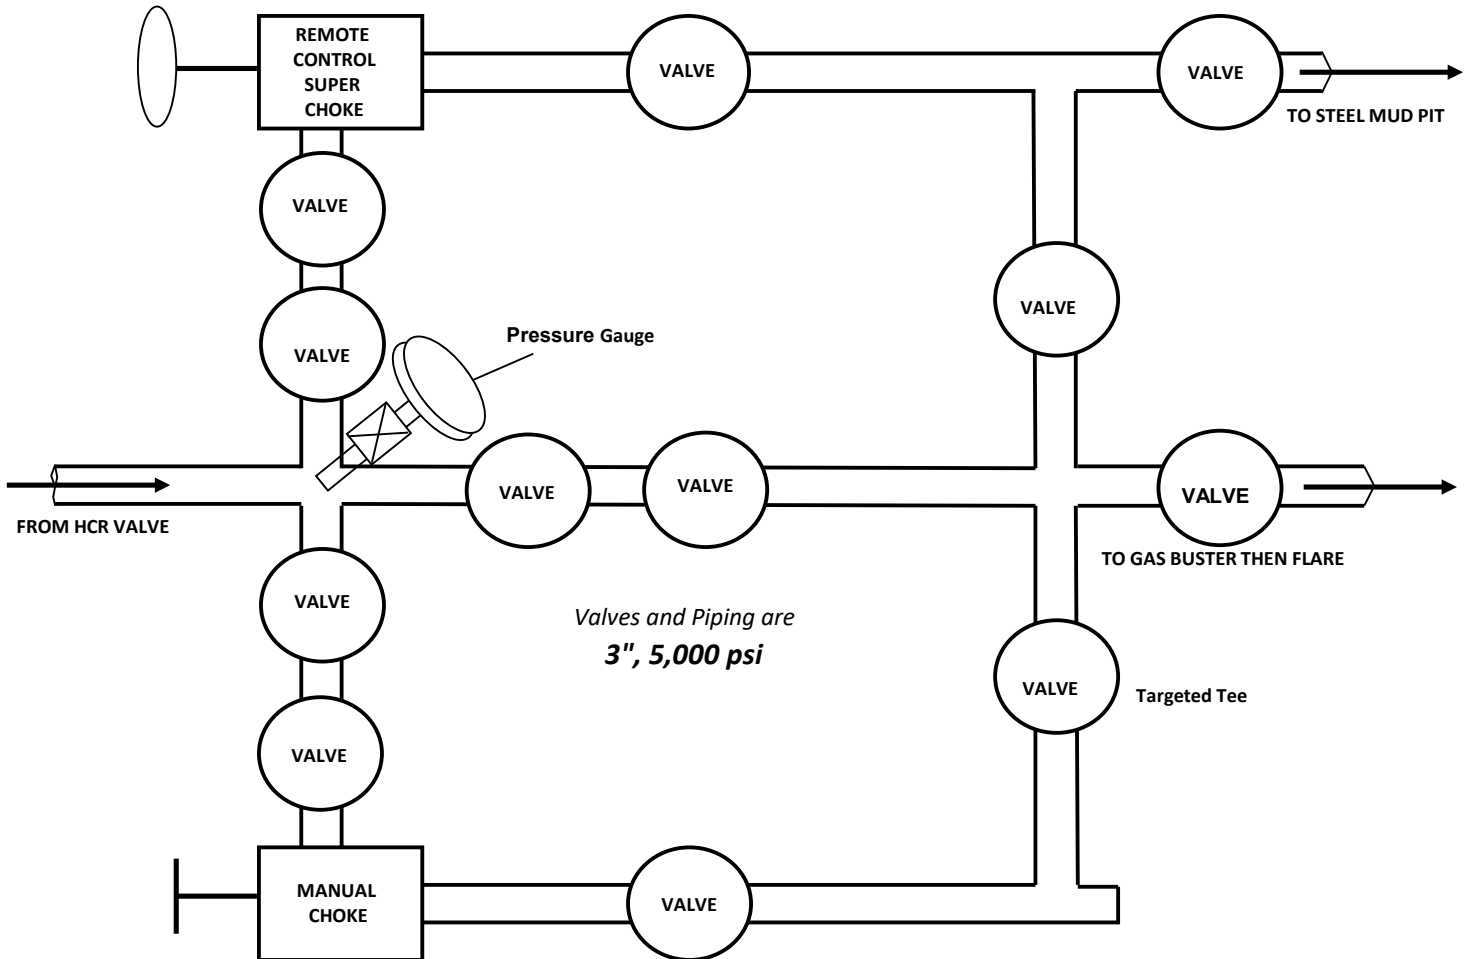 REMOTE
CONTROL
SUPER
CHOKE
VALVE
VALVE
TO STEEL MUD PIT
VALVE
VALVE
VALVE
Pressure Gauge
FROM HCR VALVE
VALVE
VALVE
VALVE
TO GAS BUSTER THEN FLARE
VALVE
Valves and Piping are
3", 5,000 psi
VALVE
Targeted Tee
VALVE
MANUAL
CHOKE
VALVE